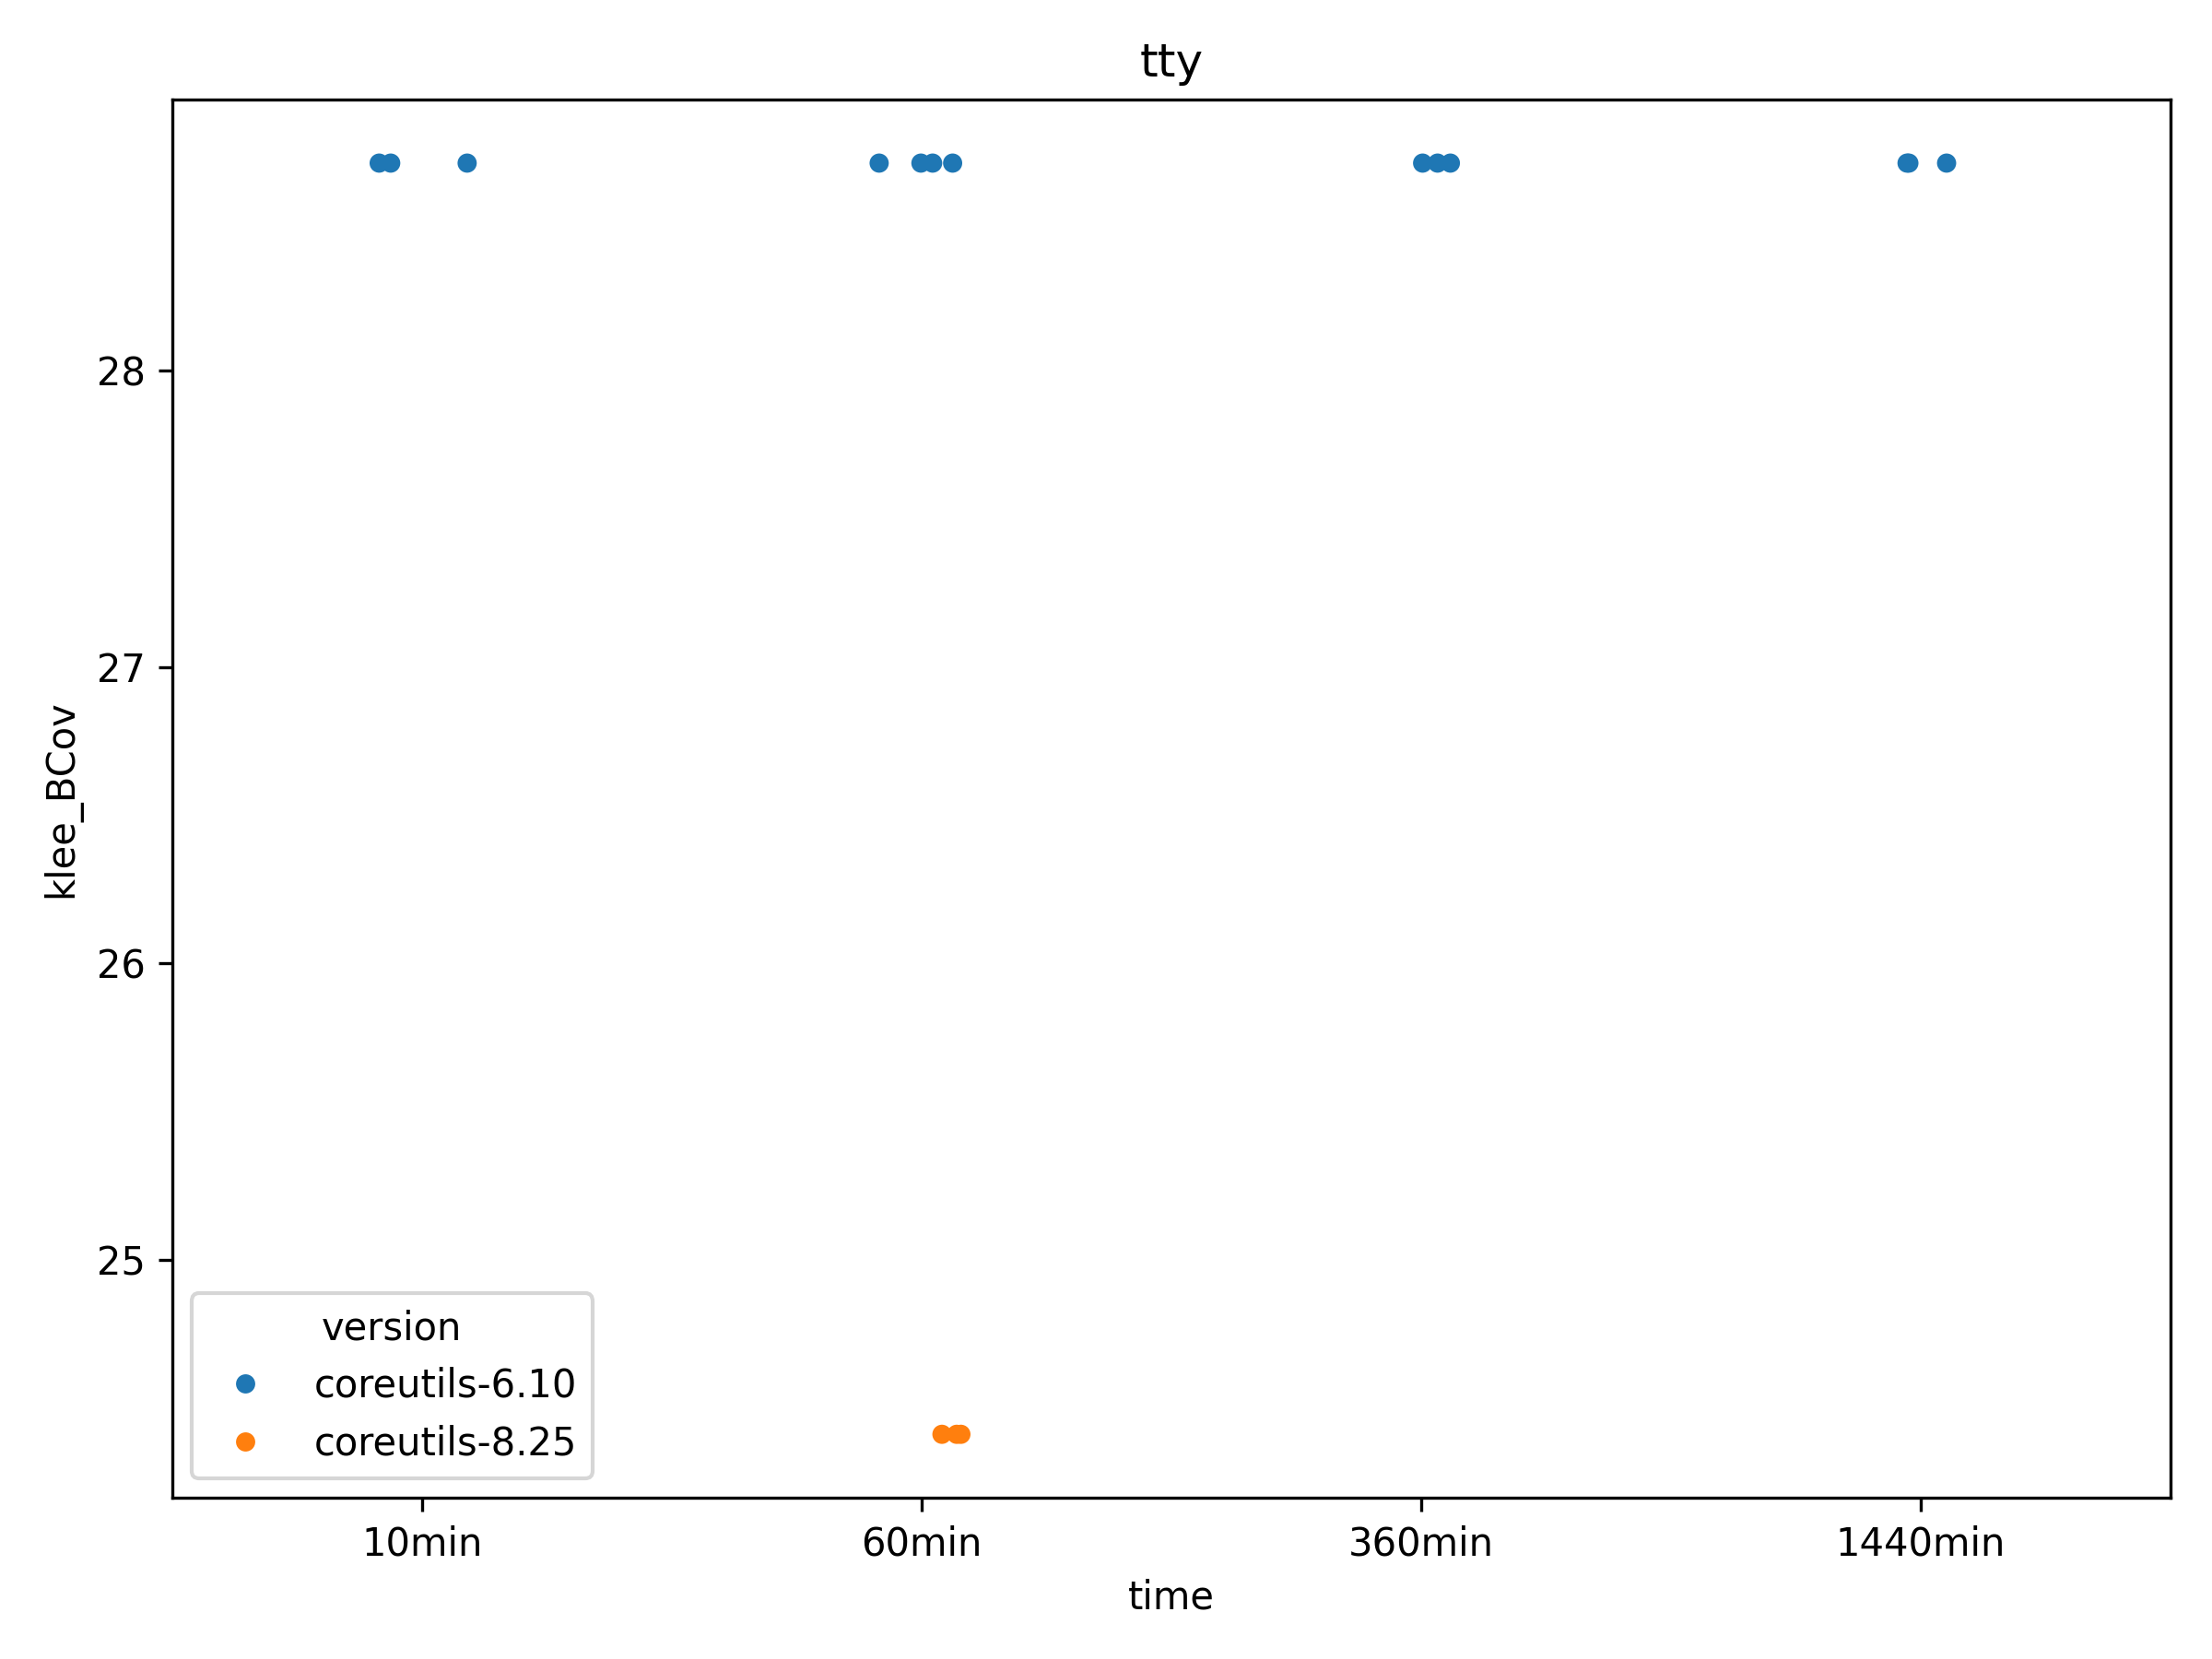 tty
klee_BCov
28
27
26
25
version
coreutils-6.10
coreutils-8.25
10min
60min
360min
1440min
time